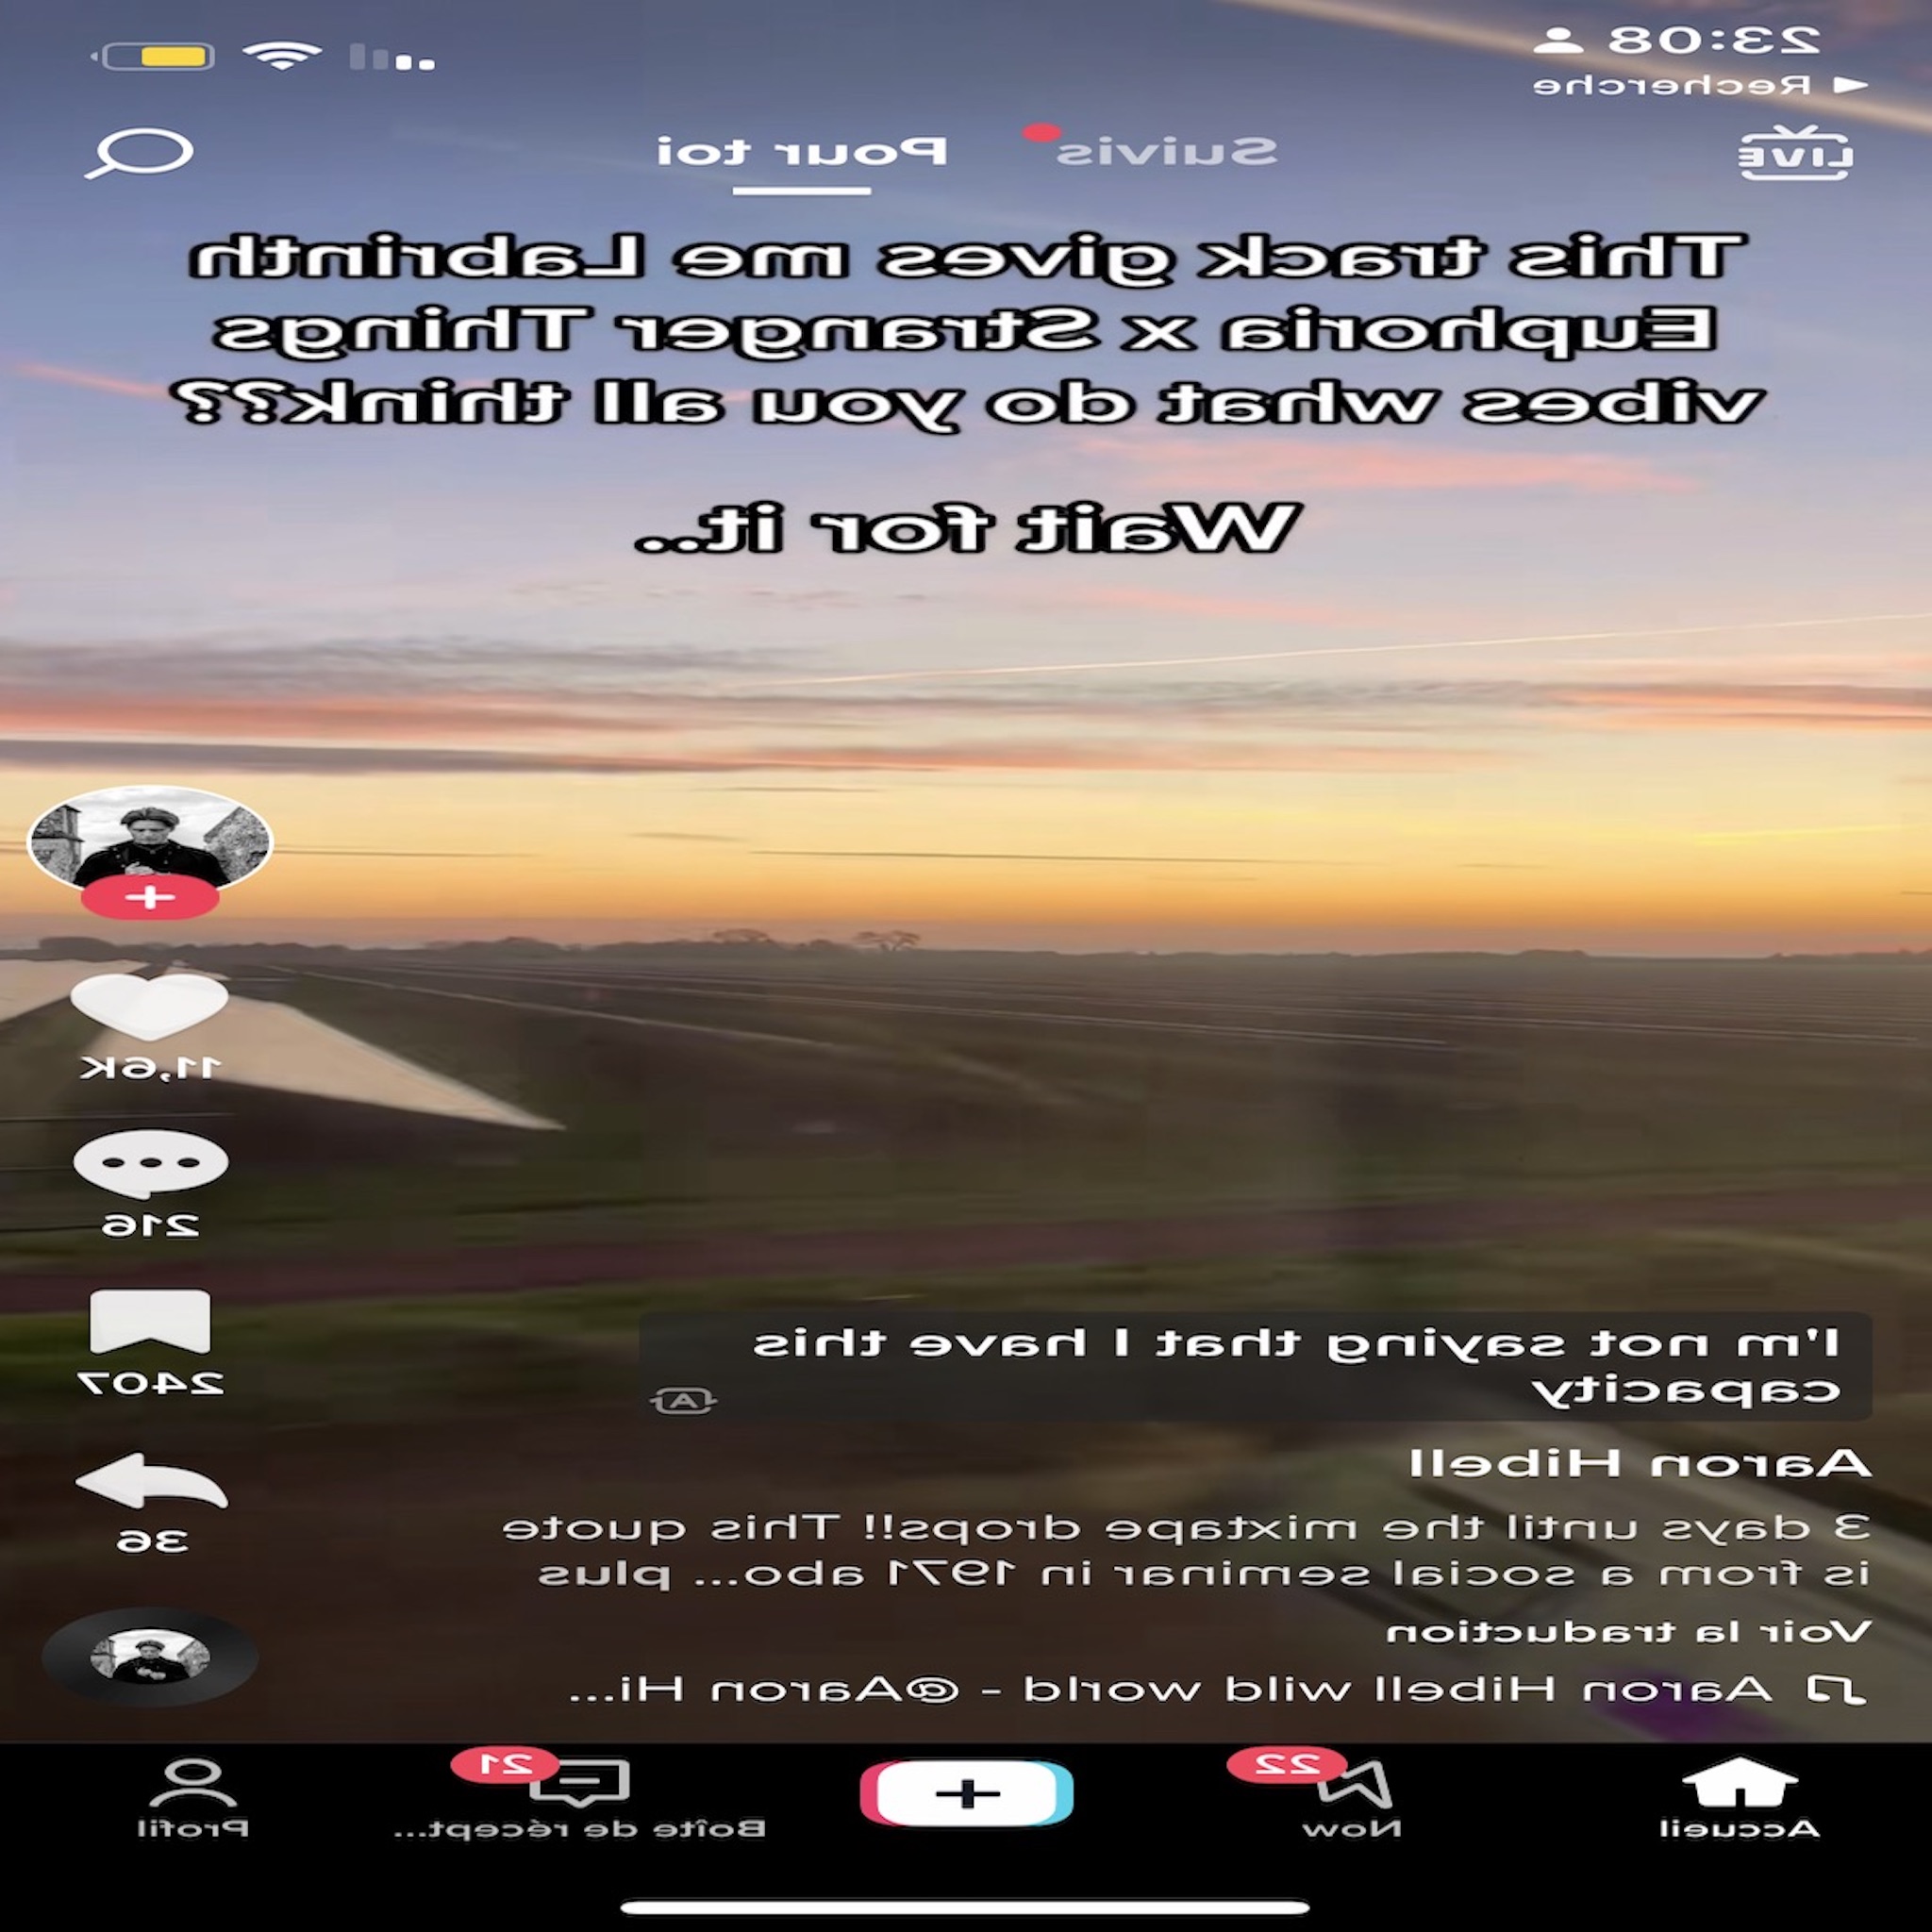 23:08
Recherche
LIVE
Suivis
Pour toi
This track gives me Labrinth
Euphoria x Stranger Things
vibes what do you all think??
Wait for it..
11,6K
216
2407
36
I'm not saying that I have this
capacity
A
Aaron Hibell
3 days until the mixtape drops!! This quote
is from a social seminar in 1971 abo... plus
Voir la traduction
Aaron Hibell wild world - @Aaron Hi...
Accueil
22
Now
21
Boîte de récept...
Profil